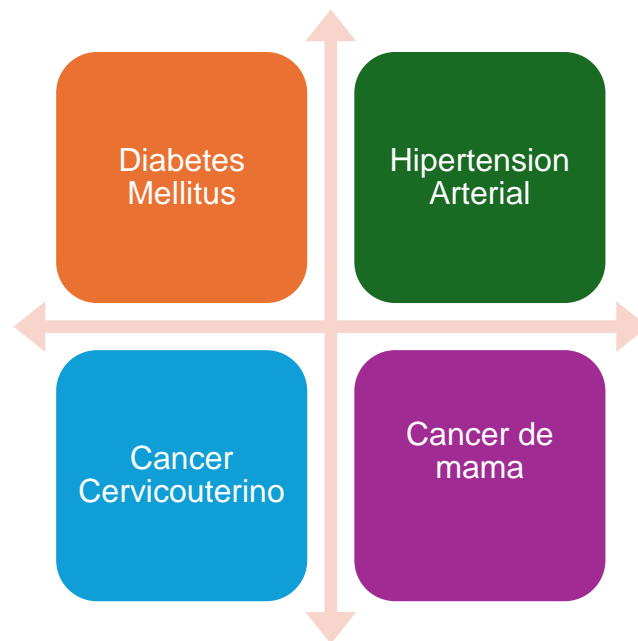 Diabetes
Mellitus
Hipertension
Arterial
Cancer
Cervicouterino
Cancer de
mama